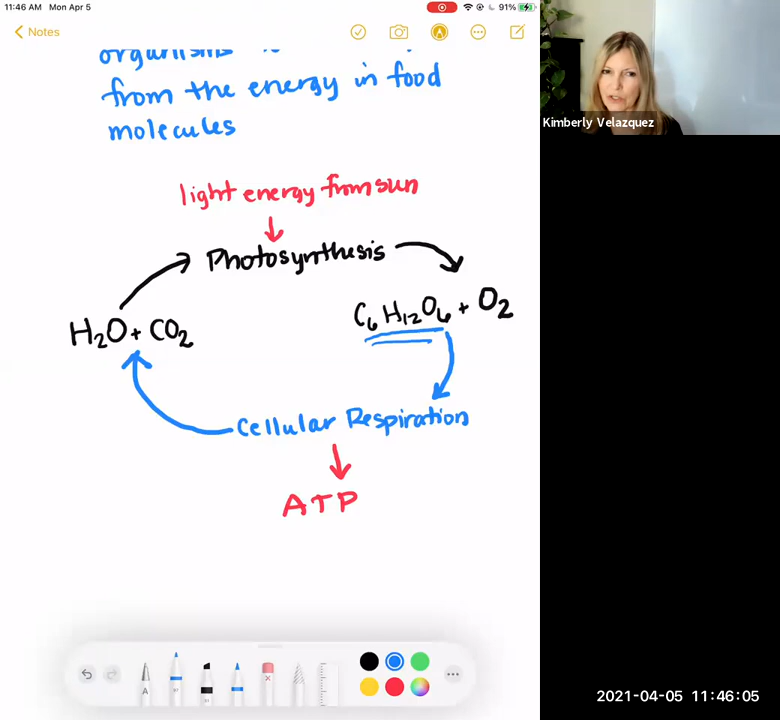 11:46 AM Mon Apr 5
91%
Notes
Kimberly Velazquez
organisms
from the energy in food
molecules
light energy from sun
Photosynthesis
C6H12O6 + O2
H2O + CO2
Cellular Respiration
ATP
A
2021-04-05 11:46:05